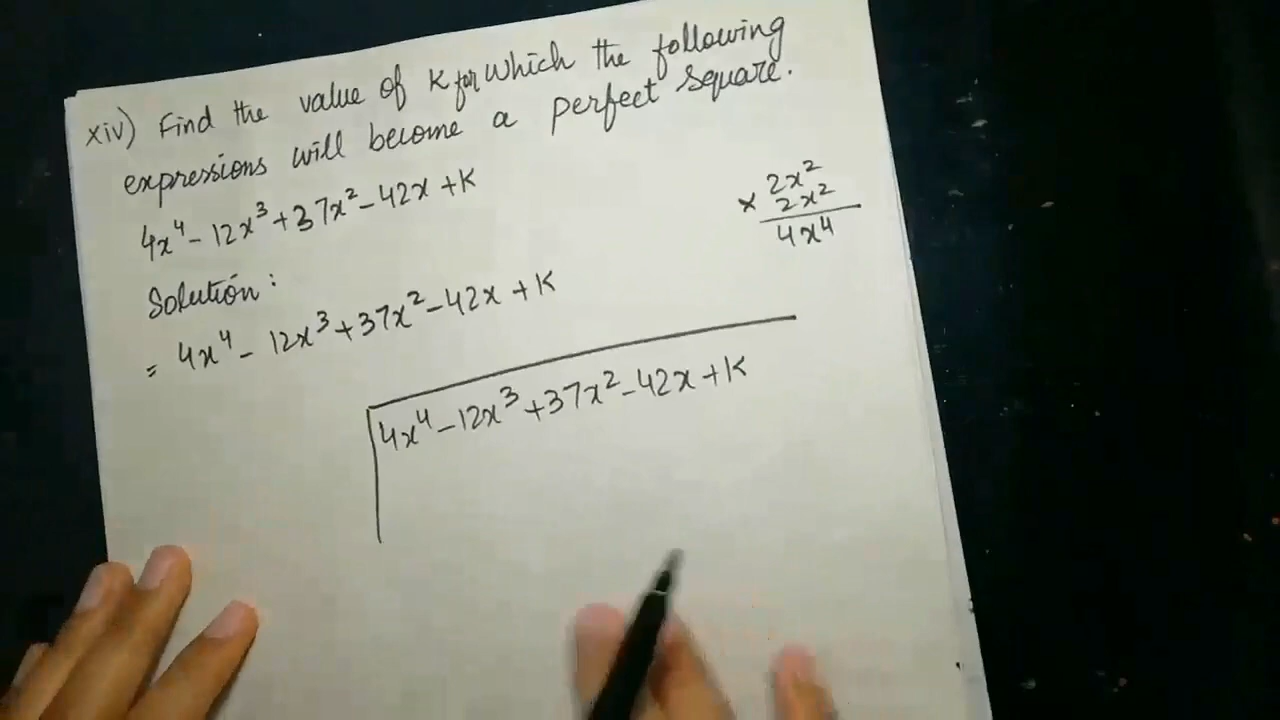 xiv) Find the value of K for which the following
expressions will become a perfect square.
4x⁴ - 12x³ + 37x² - 42x + K
× 2x²
2x²
4x⁴
Solution:
= 4x⁴ - 12x³ + 37x² - 42x + K
4x⁴ - 12x³ + 37x² - 42x + K